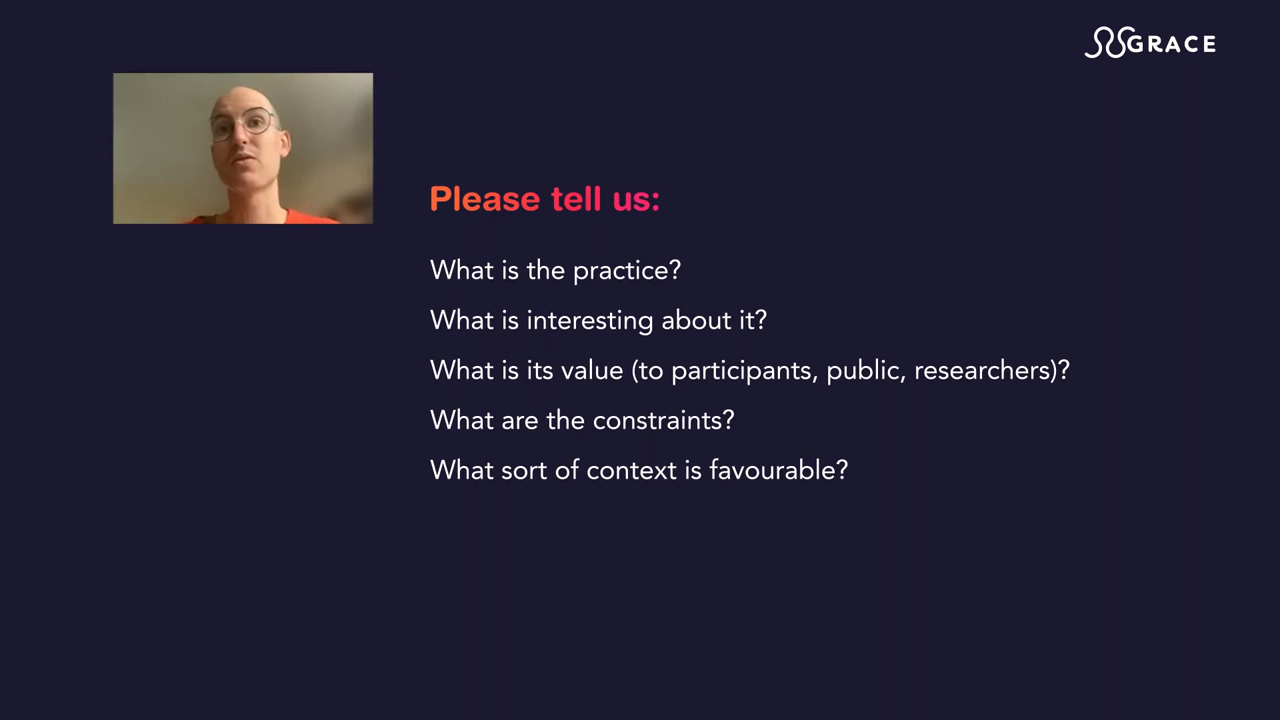 GRACE
Please tell us:
What is the practice?
What is interesting about it?
What is its value (to participants, public, researchers)?
What are the constraints?
What sort of context is favourable?